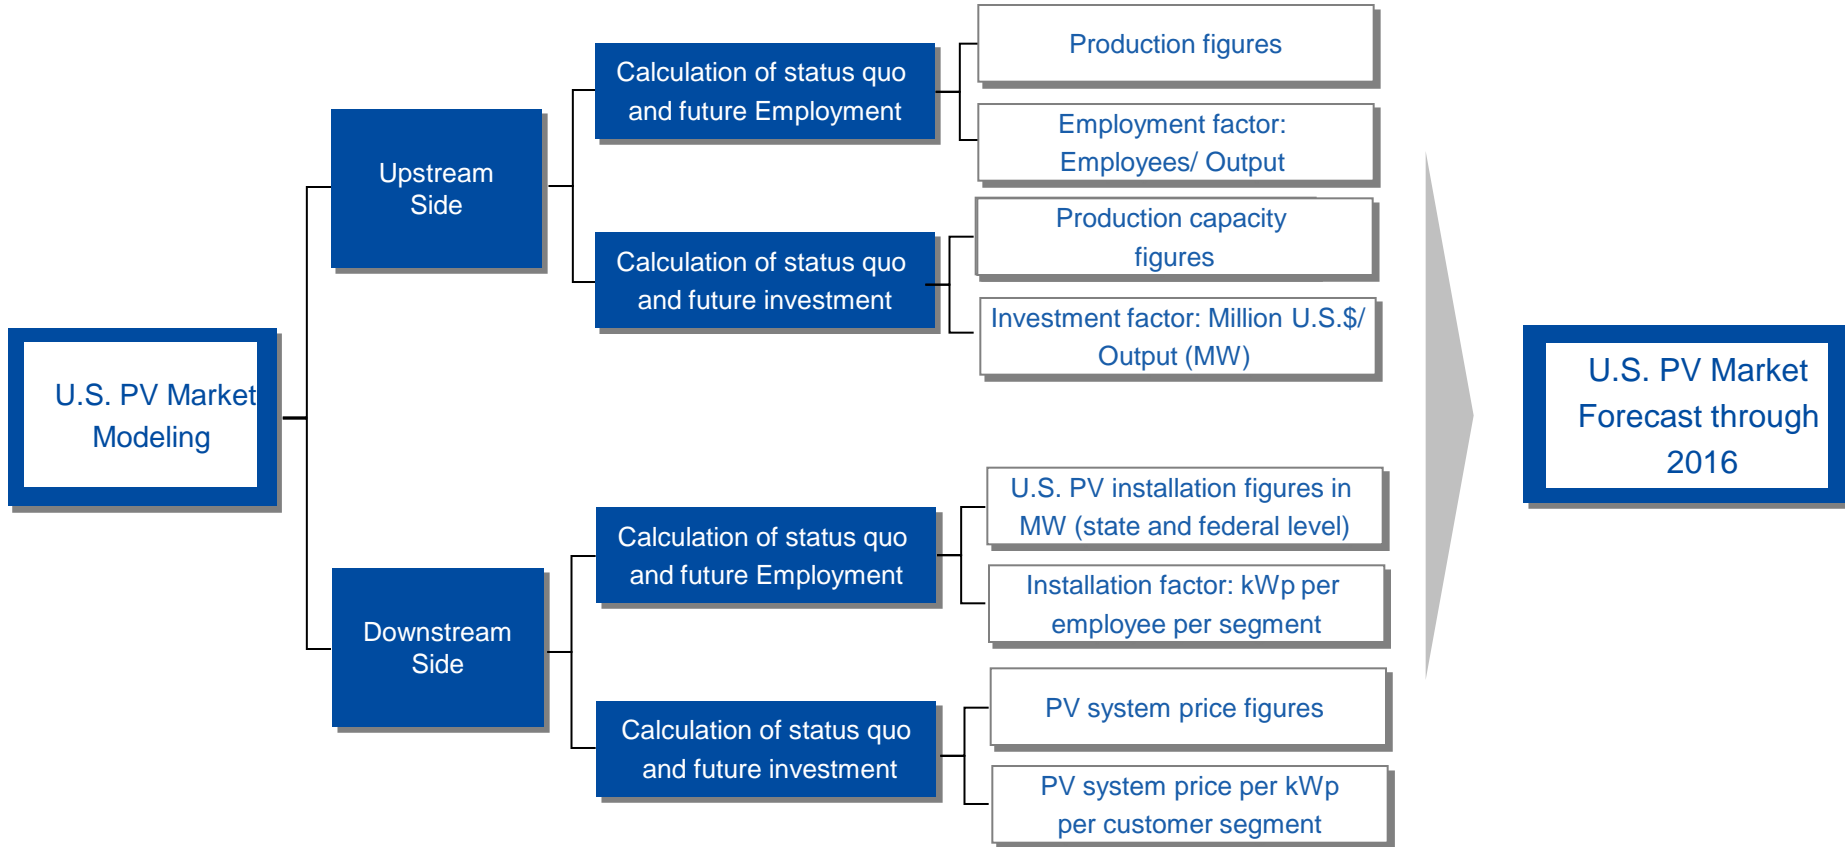 U.S. PV Market
Modeling
Upstream
Side
Calculation of status quo
and future Employment
Production figures
Employment factor:
Employees/ Output
Calculation of status quo
and future investment
Production capacity
figures
Investment factor: Million U.S.$/
Output (MW)
Downstream
Side
Calculation of status quo
and future Employment
U.S. PV installation figures in
MW (state and federal level)
Installation factor: kWp per
employee per segment
Calculation of status quo
and future investment
PV system price figures
PV system price per kWp
per customer segment
U.S. PV Market
Forecast through
2016